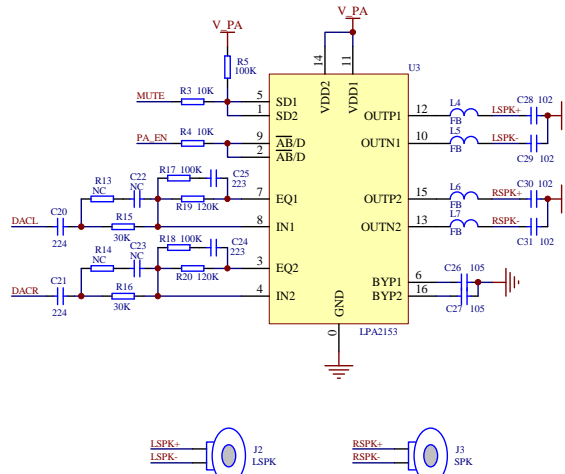 V_PA
V_PA
R5
100K
U3
14
11
VDD2
VDD1
MUTE
R3 10K
5
SD1
1
SD2
OUTP1
12
L4
FB
LSPK+
C28 102
PA_EN
R4 10K
9
AB/D
2
AB/D
OUTN1
10
L5
FB
LSPK-
C29 102
R13
NC
C22
NC
R17 100K
C25
223
R19 120K
7
EQ1
OUTP2
15
L6
FB
RSPK+
C30 102
DACL
C20
224
R15
30K
8
IN1
OUTN2
13
L7
FB
RSPK-
C31 102
R14
NC
C23
NC
R18 100K
C24
223
R20 120K
3
EQ2
BYP1
6
C26
105
DACR
C21
224
R16
30K
4
IN2
BYP2
16
C27
105
GND
0
LPA2153
LSPK+
LSPK-
J2
LSPK
RSPK+
RSPK-
J3
SPK